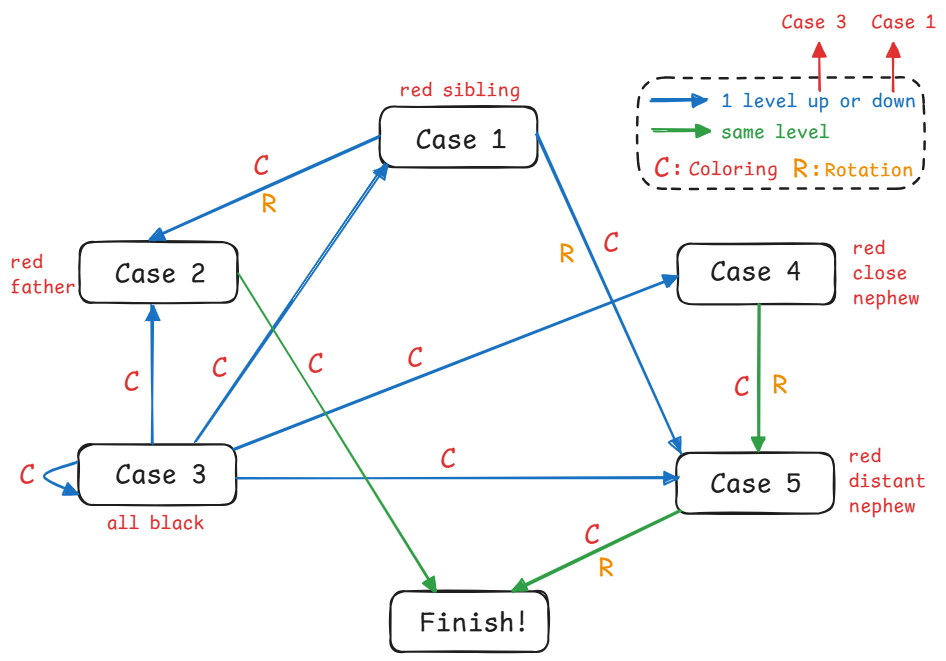 Case 3 Case 1
1 level up or down
same level
C: Coloring R: Rotation
red sibling
Case 1
C
R
R
C
red
father
Case 2
Case 4
red
close
nephew
C
C
C
C
C
R
C
Case 3
all black
C
Case 5
red
distant
nephew
C
R
Finish!